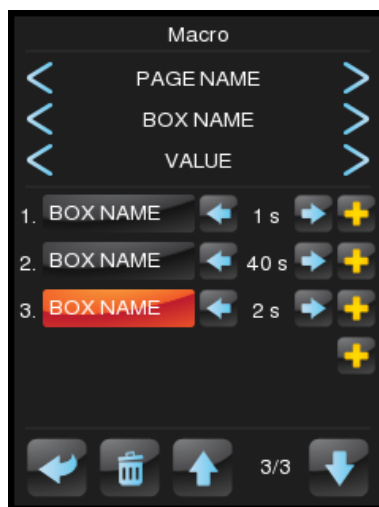 Macro
PAGE NAME
BOX NAME
VALUE
1. BOX NAME 1 s
2. BOX NAME 40 s
3. BOX NAME 2 s
3/3